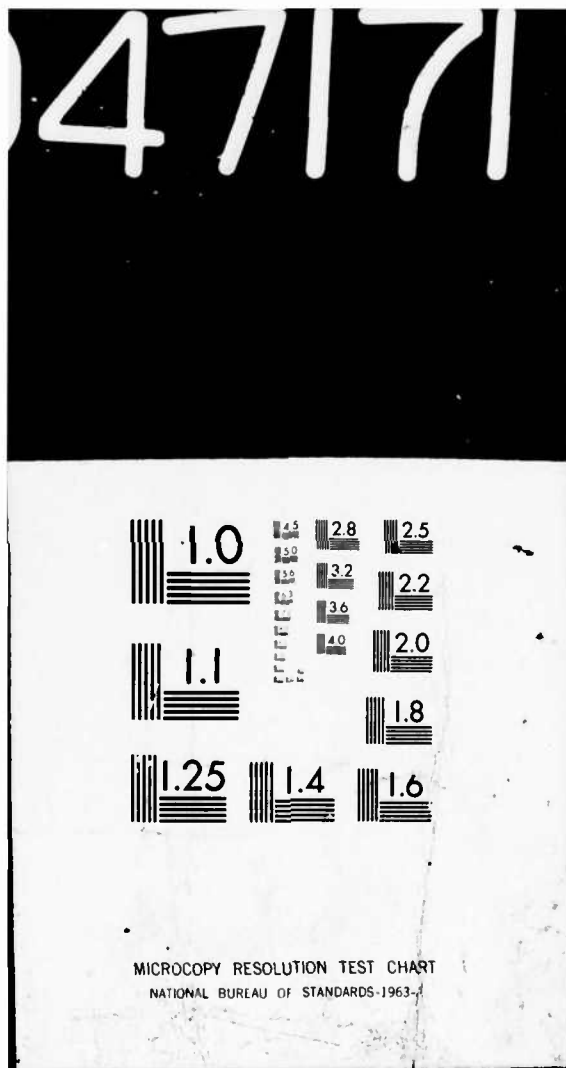 47171
1.0 4.5 2.8 2.5
5.0
5.6 3.2 2.2
6.3
3.6
1.1 4.0 2.0
1.8
1.25 1.4 1.6
MICROCOPY RESOLUTION TEST CHART
NATIONAL BUREAU OF STANDARDS-1963-A